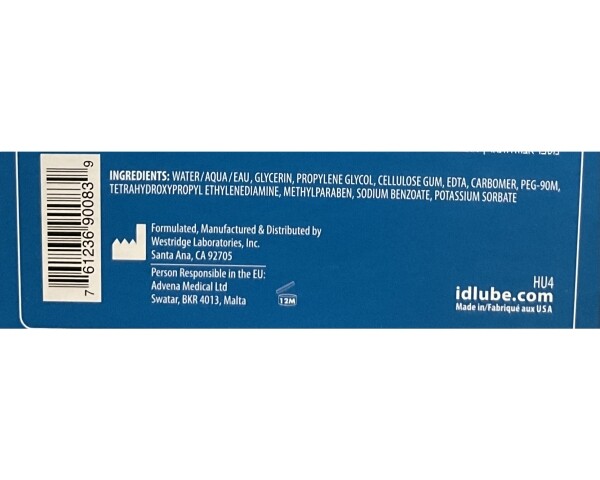 INGREDIENTS: WATER/AQUA/EAU, GLYCERIN, PROPYLENE GLYCOL, CELLULOSE GUM, EDTA, CARBOMER, PEG-90M,
TETRAHYDROXYPROPYL ETHYLENEDIAMINE, METHYLPARABEN, SODIUM BENZOATE, POTASSIUM SORBATE
7 61236 90083 9
Formulated, Manufactured & Distributed by
Westridge Laboratories, Inc.
Santa Ana, CA 92705
Person Responsible in the EU:
Advena Medical Ltd
Swatar, BKR 4013, Malta
12M
HU4
idlube.com
Made in/Fabriqué aux USA